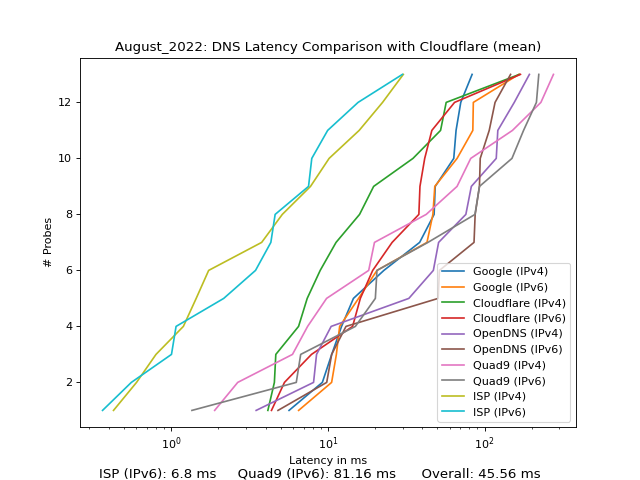 August_2022: DNS Latency Comparison with Cloudflare (mean)
# Probes
12
10
8
6
4
2
Google (IPv4)
Google (IPv6)
Cloudflare (IPv4)
Cloudflare (IPv6)
OpenDNS (IPv4)
OpenDNS (IPv6)
Quad9 (IPv4)
Quad9 (IPv6)
ISP (IPv4)
ISP (IPv6)
10⁰ 10¹ 10²
Latency in ms
ISP (IPv6): 6.8 ms Quad9 (IPv6): 81.16 ms Overall: 45.56 ms